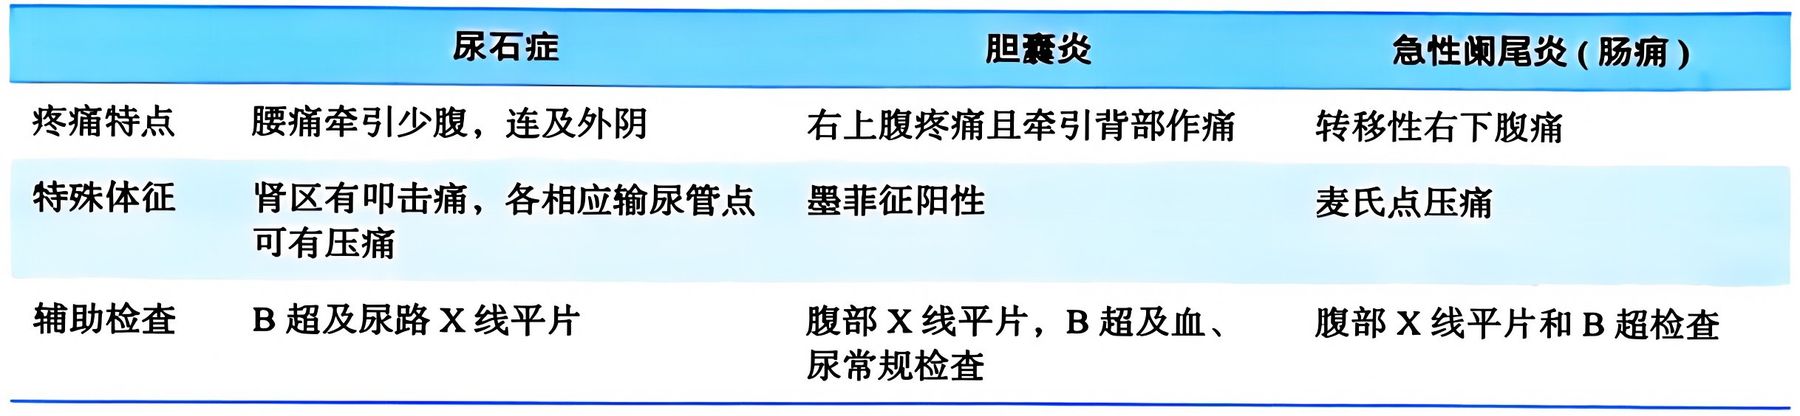 尿石症 胆囊炎 急性阑尾炎(肠痈)
疼痛特点 腰痛牵引少腹，连及外阴 右上腹疼痛且牵引背部作痛 转移性右下腹痛
特殊体征 肾区有叩击痛，各相应输尿管点 墨菲征阳性 麦氏点压痛
可有压痛
辅助检查 B 超及尿路 X 线平片 腹部 X 线平片，B 超及血、 腹部 X 线平片和 B 超检查
尿常规检查